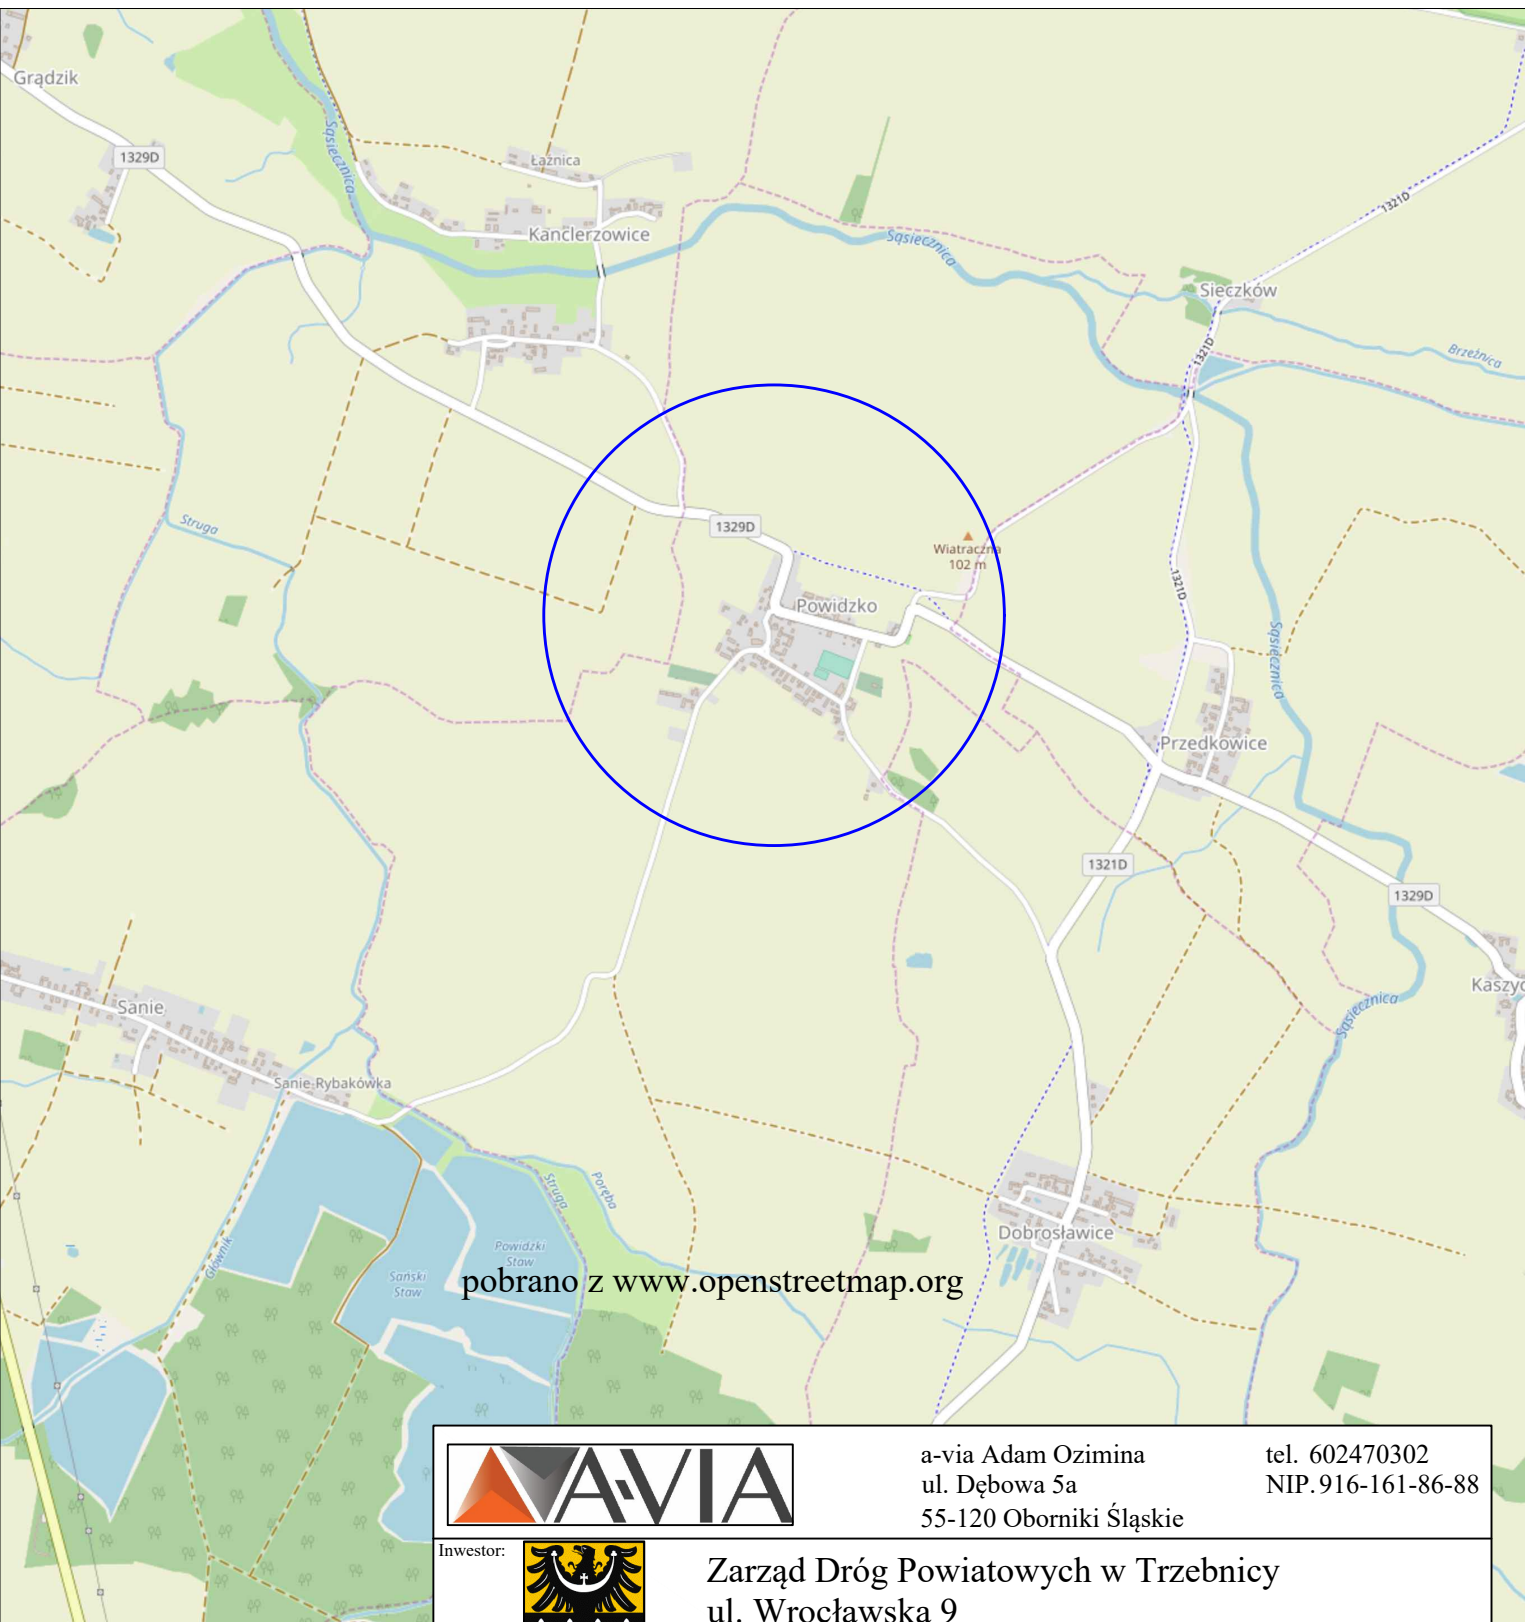 Grądzik
1329D
Sąsiecznica
Łaźnica
Kanclerzowice
Sąsiecznica
1321D
Sieczków
1321D
Brzeźnica
Struga
1329D
Wiatraczna
102 m
Powidzko
1321D
Sąsiecznica
Przedkowice
1321D
1329D
Kaszyc
Sanie
Sąsiecznica
Sanie-Rybakówka
Struga
Poręba
Głownik
Powidzki
Staw
Sański
Staw
Dobrosławice
pobrano z www.openstreetmap.org
A-VIA
a-via Adam Ozimina
ul. Dębowa 5a
55-120 Oborniki Śląskie
tel. 602470302
NIP. 916-161-86-88
Inwestor:
Zarząd Dróg Powiatowych w Trzebnicy
ul. Wrocławska 9